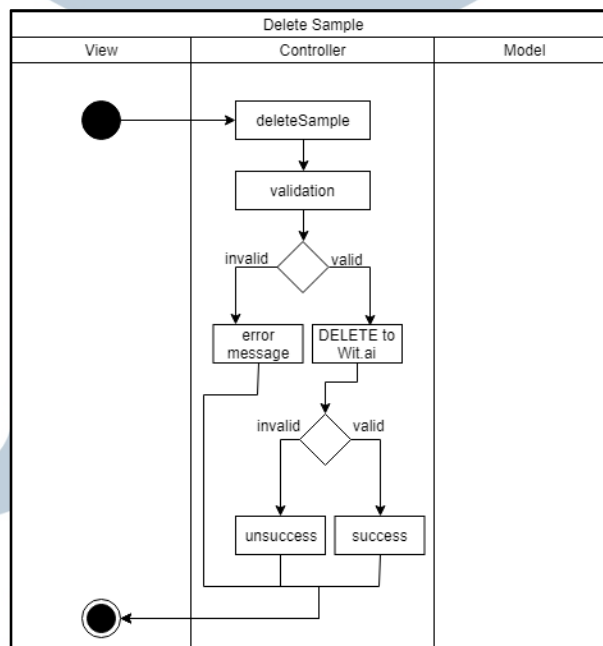 Delete Sample
View
Controller
Model
deleteSample
validation
invalid
valid
error
message
DELETE to
Wit.ai
invalid
valid
unsuccess
success